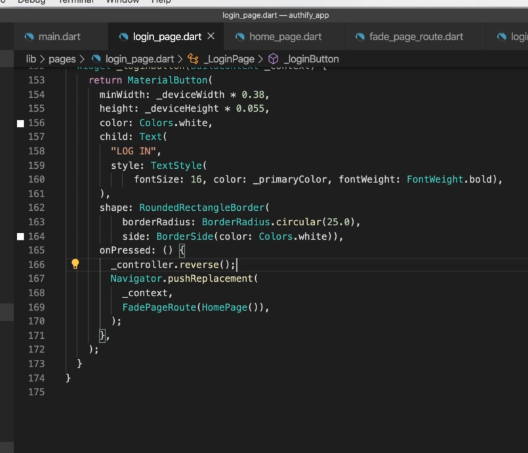 Debug Terminal Window Help
login_page.dart — authify_app
main.dart login_page.dart × home_page.dart fade_page_route.dart
lib > pages > login_page.dart > _LoginPage > _loginButton
153 return MaterialButton(
154 minWidth: _deviceWidth * 0.38,
155 height: _deviceHeight * 0.055,
156 color: Colors.white,
157 child: Text(
158 "LOG IN",
159 style: TextStyle(
160 fontSize: 16, color: _primaryColor, fontWeight: FontWeight.bold),
161 ),
162 shape: RoundedRectangleBorder(
163 borderRadius: BorderRadius.circular(25.0),
164 side: BorderSide(color: Colors.white)),
165 onPressed: () {
166 _controller.reverse();
167 Navigator.pushReplacement(
168 _context,
169 FadePageRoute(HomePage()),
170 );
171 },
172 );
173 }
174 }
175